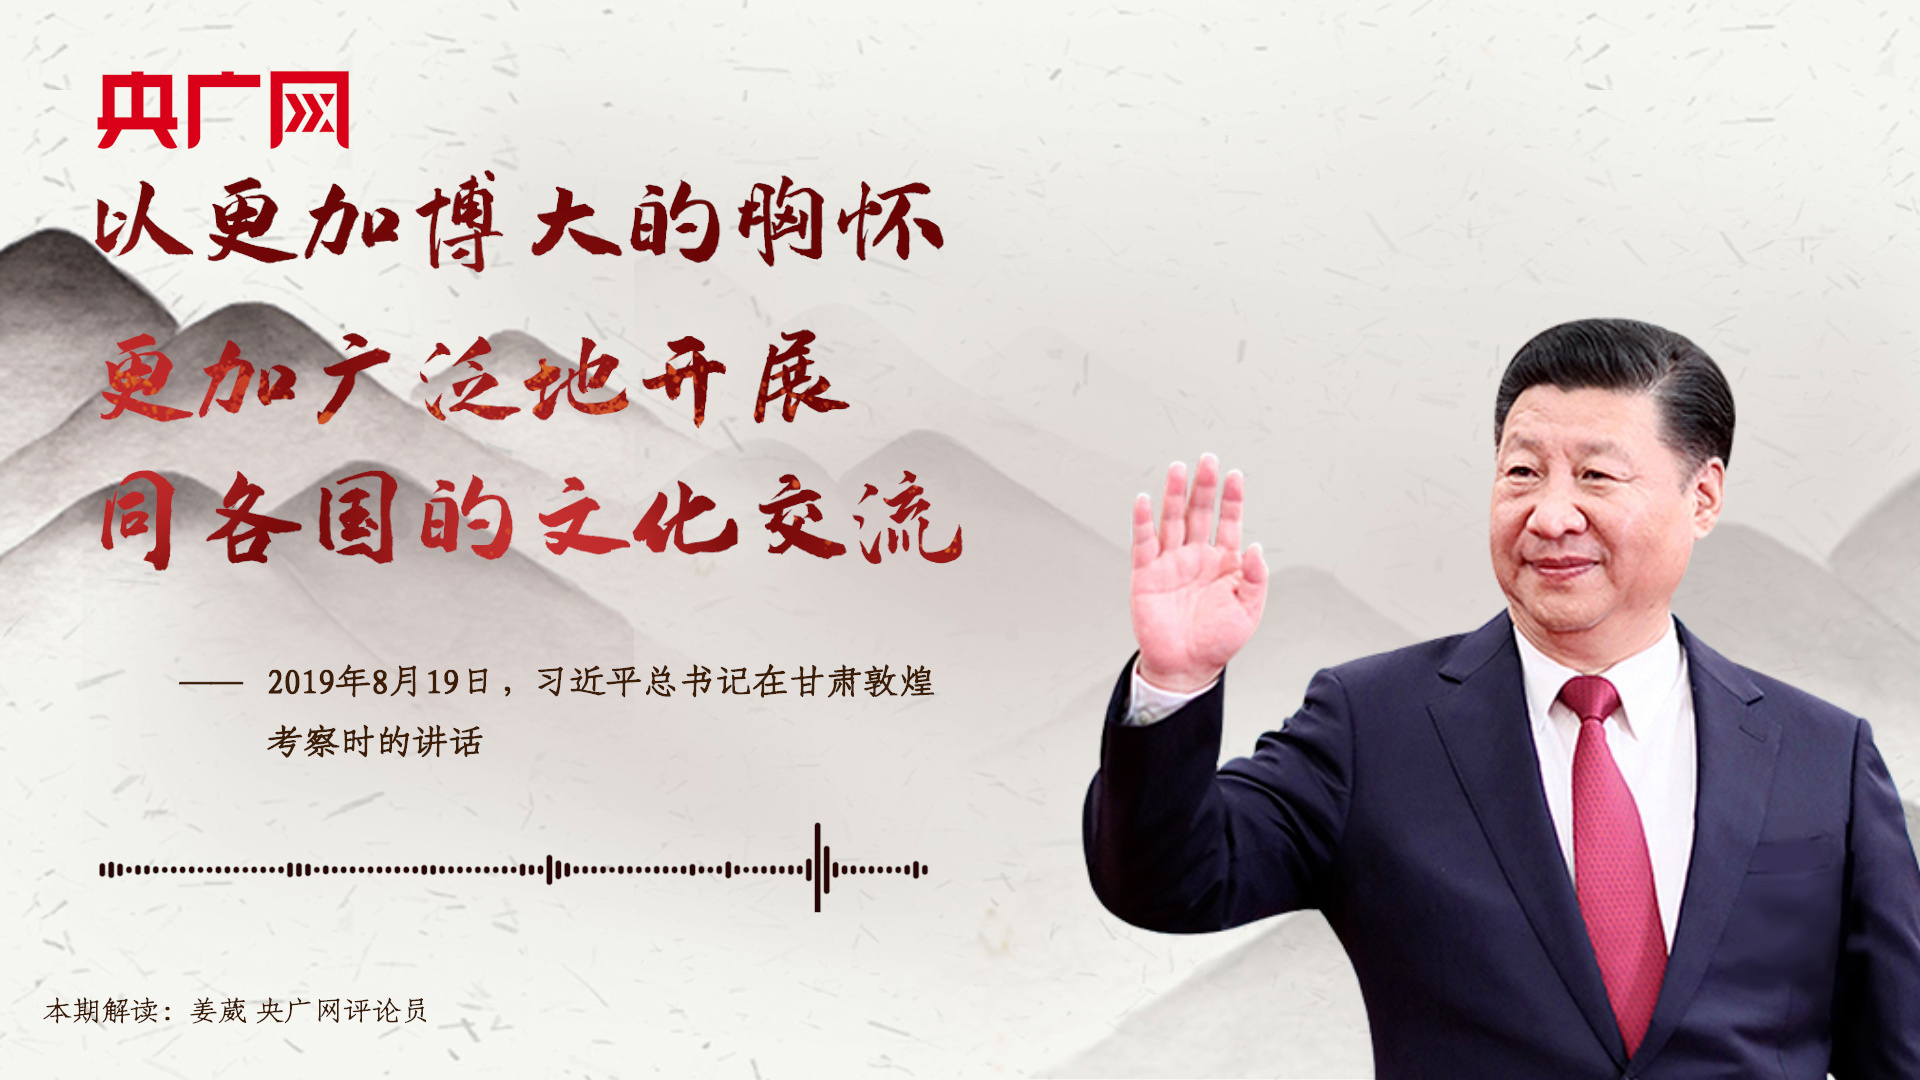 央广网
以更加博大的胸怀
更加广泛地开展
同各国的文化交流
—— 2019年8月19日，习近平总书记在甘肃敦煌
考察时的讲话
本期解读：姜葳 央广网评论员